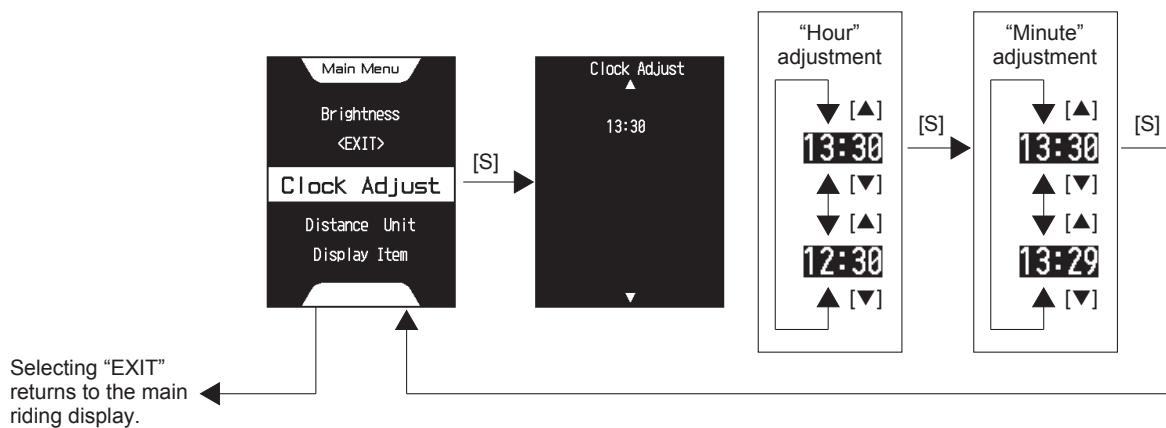 Main Menu
Brightness
<EXIT>
Clock Adjust
Distance Unit
Display Item
[S]
Clock Adjust
▲
13:30
▼
“Hour”
adjustment
[▲]
13:30
[▼]
[▲]
12:30
[▼]
[S]
“Minute”
adjustment
[▲]
13:30
[▼]
[▲]
13:29
[▼]
[S]
Selecting “EXIT”
returns to the main
riding display.